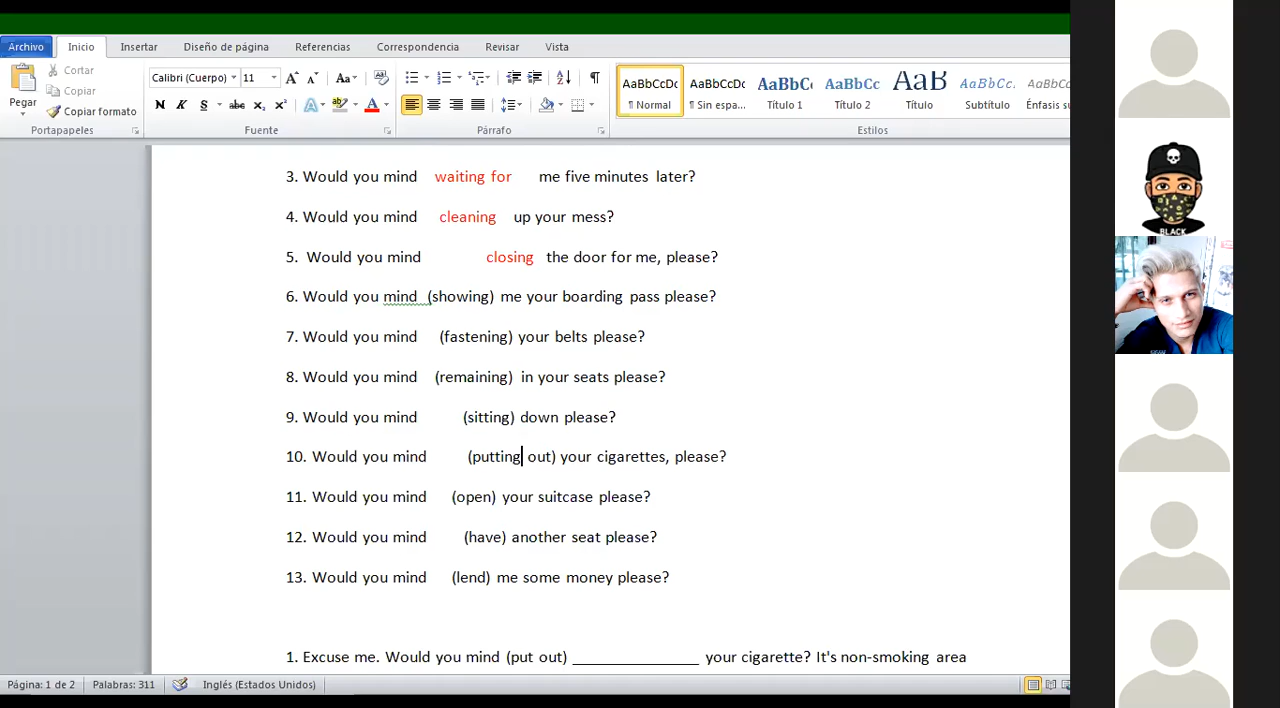 Archivo Inicio Insertar Diseño de página Referencias Correspondencia Revisar Vista
Pegar
Cortar
Copiar
Copiar formato
Portapapeles
Calibri (Cuerpo) 11
Fuente
Párrafo
AaBbCcDc AaBbCcDc AaBbC AaBbCc AaB AaBbCc. AaBbCc
¶ Normal ¶ Sin espa... Título 1 Título 2 Título Subtítulo Énfasis su
Estilos
3. Would you mind waiting for me five minutes later?
4. Would you mind cleaning up your mess?
5. Would you mind closing the door for me, please?
6. Would you mind (showing) me your boarding pass please?
7. Would you mind (fastening) your belts please?
8. Would you mind (remaining) in your seats please?
9. Would you mind (sitting) down please?
10. Would you mind (putting out) your cigarettes, please?
11. Would you mind (open) your suitcase please?
12. Would you mind (have) another seat please?
13. Would you mind (lend) me some money please?
1. Excuse me. Would you mind (put out) ______________ your cigarette? It's non-smoking area
Página: 1 de 2 Palabras: 311 Inglés (Estados Unidos)
BLACK